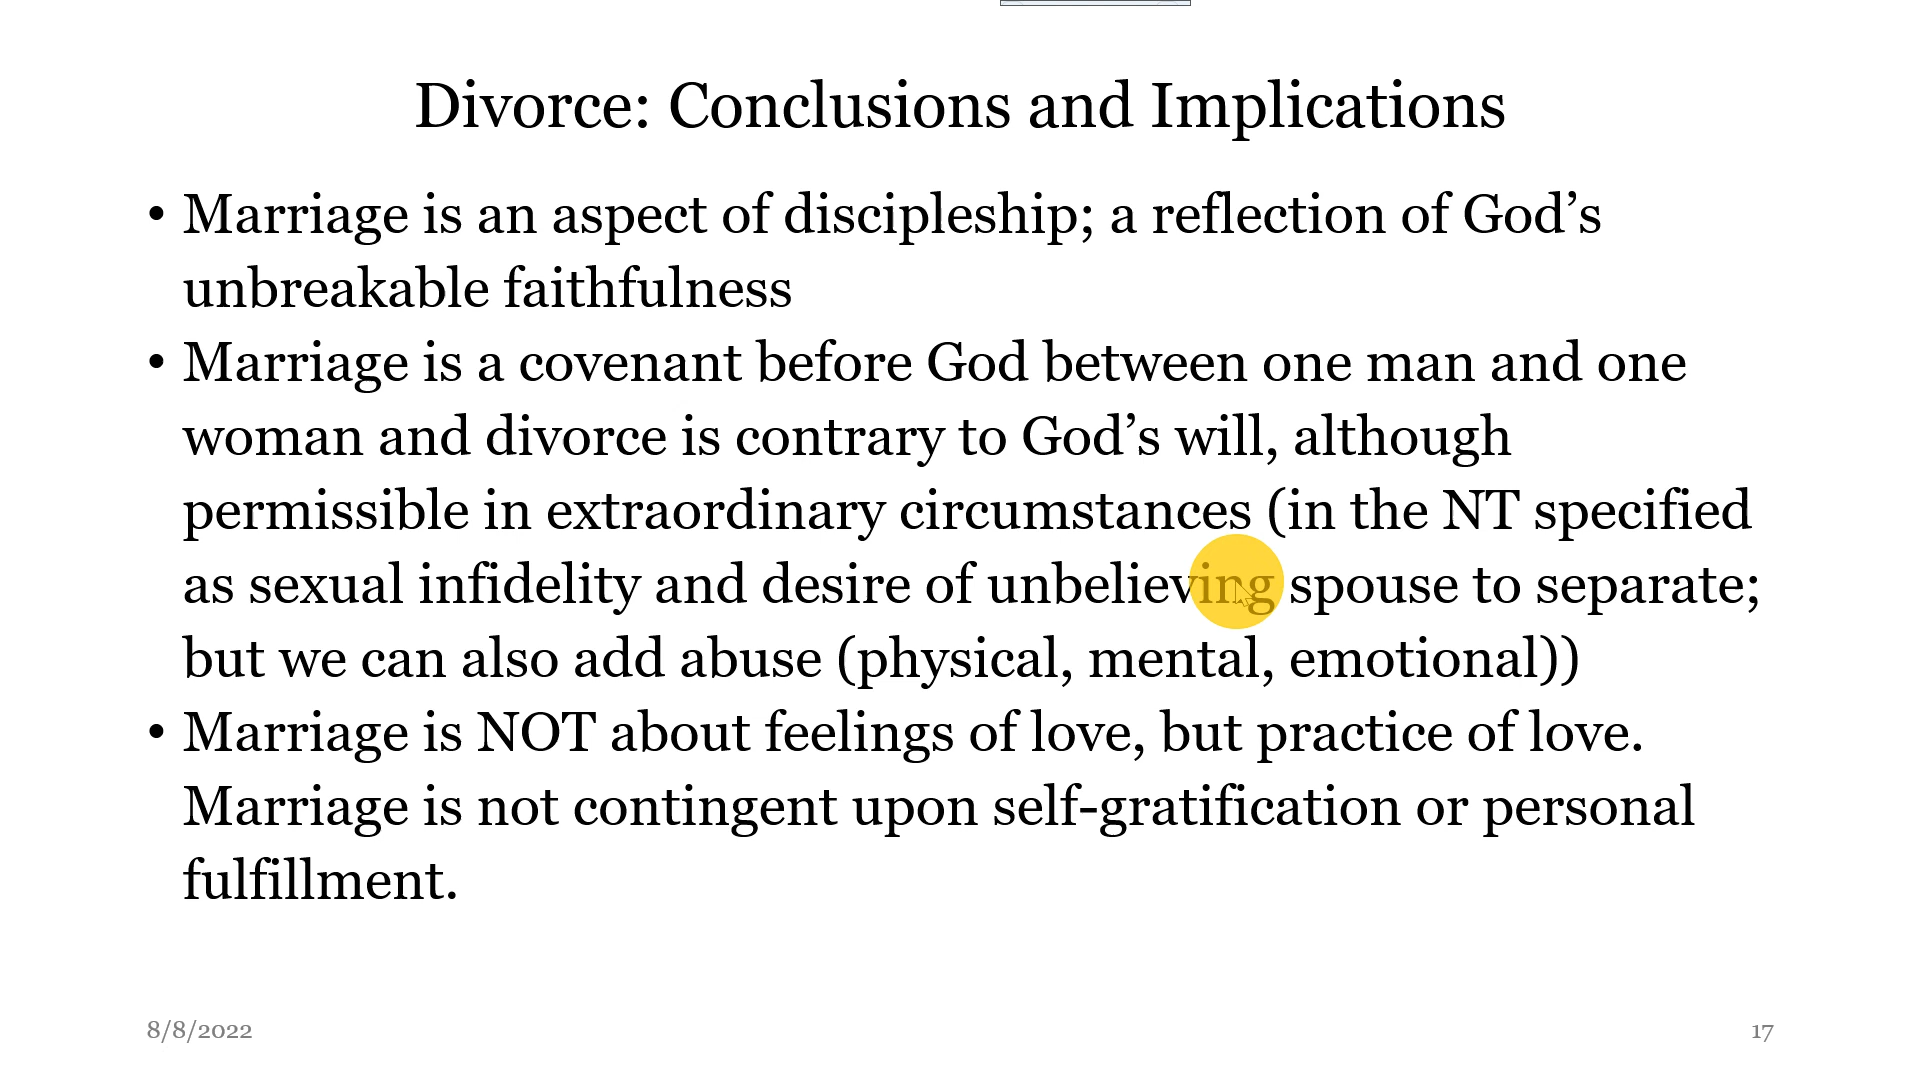 Divorce: Conclusions and Implications
• Marriage is an aspect of discipleship; a reflection of God’s
unbreakable faithfulness
• Marriage is a covenant before God between one man and one
woman and divorce is contrary to God’s will, although
permissible in extraordinary circumstances (in the NT specified
as sexual infidelity and desire of unbelieving spouse to separate;
but we can also add abuse (physical, mental, emotional))
• Marriage is NOT about feelings of love, but practice of love.
Marriage is not contingent upon self-gratification or personal
fulfillment.
8/8/2022
17